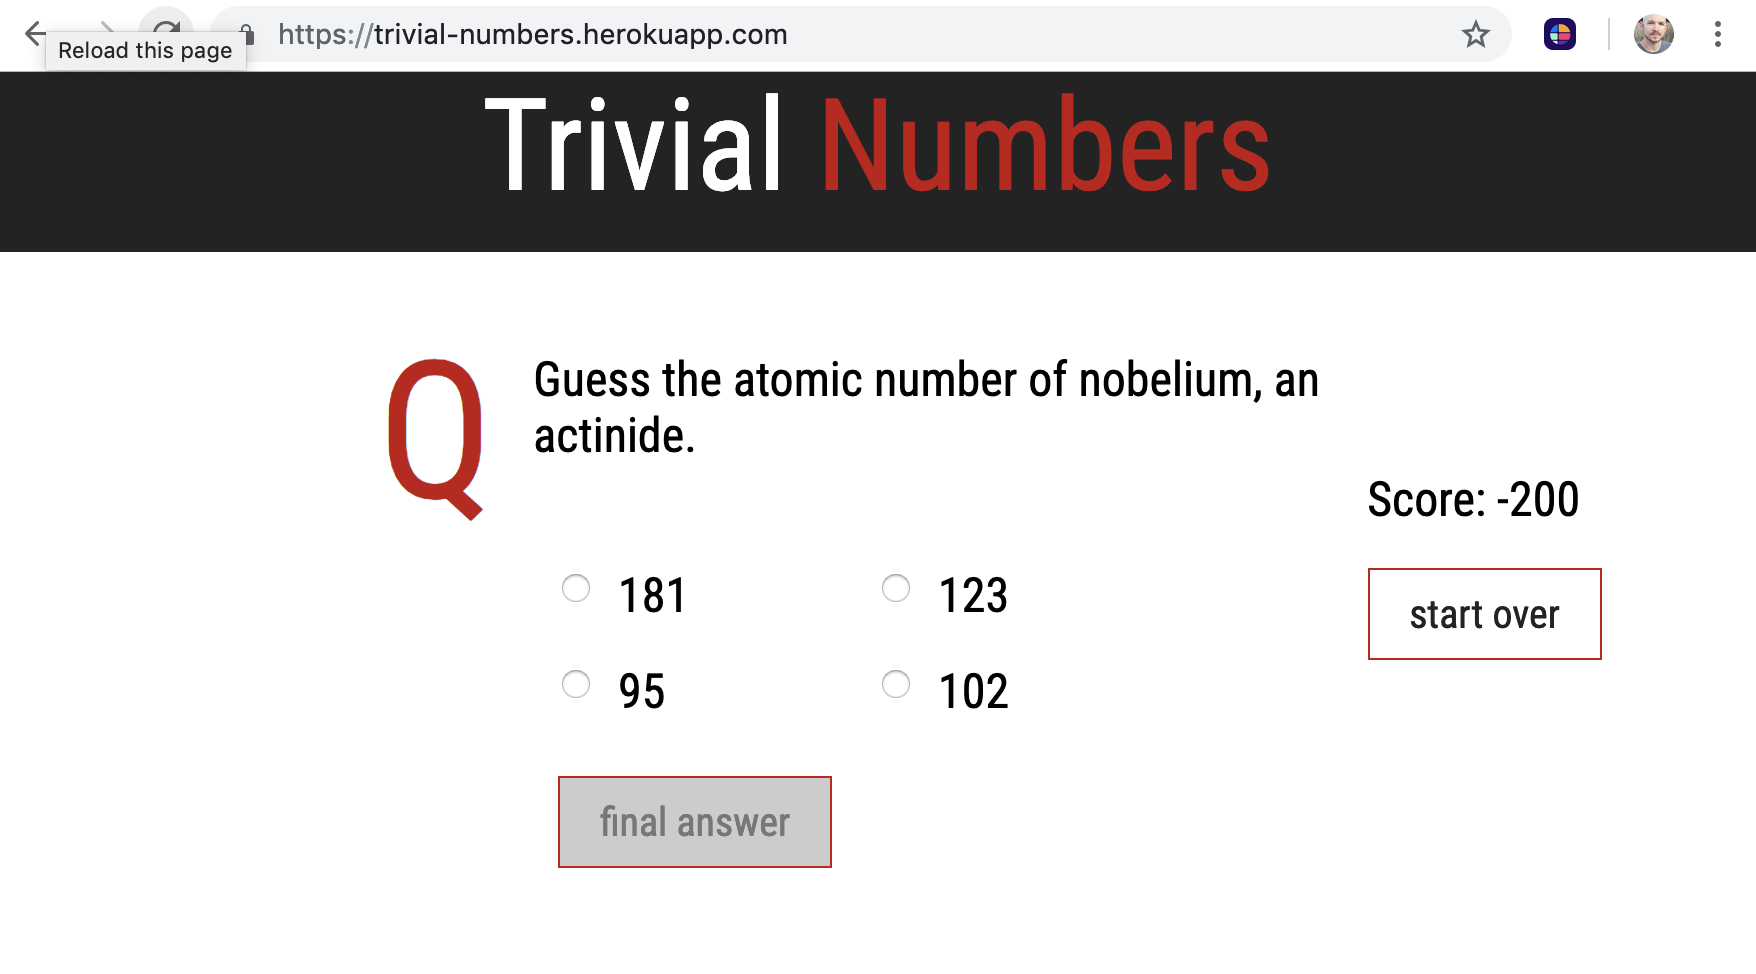 https://trivial-numbers.herokuapp.com
Reload this page
Trivial Numbers
Q
Guess the atomic number of nobelium, an
actinide.
Score: -200
181
123
start over
95
102
final answer